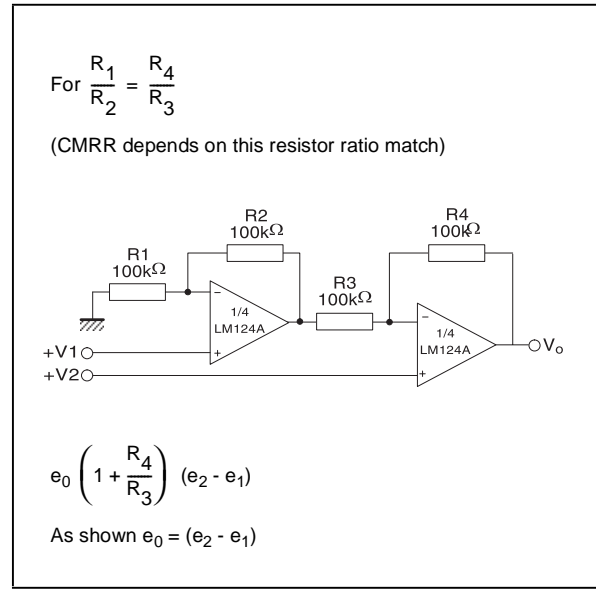 For R1/R2 = R4/R3
(CMRR depends on this resistor ratio match)
R2
100kΩ
R4
100kΩ
R1
100kΩ
R3
100kΩ
−
1/4
LM124A
+
−
1/4
LM124A
+
+V1
+V2
Vo
e0 (1 + R4/R3) (e2 - e1)
As shown e0 = (e2 - e1)